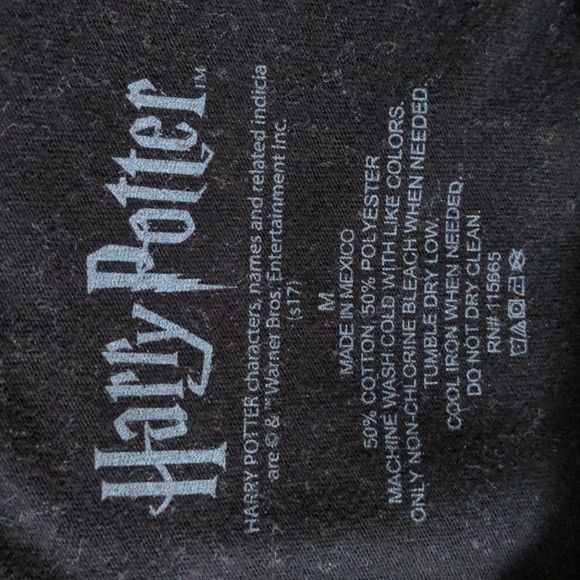 Harry Potter TM
HARRY POTTER characters, names and related indicia
are © & ™ Warner Bros. Entertainment Inc.
(s17)
M
MADE IN MEXICO
50% COTTON, 50% POLYESTER
MACHINE WASH COLD WITH LIKE COLORS.
ONLY NON-CHLORINE BLEACH WHEN NEEDED.
TUMBLE DRY LOW.
COOL IRON WHEN NEEDED.
DO NOT DRY CLEAN.
RN# 115665